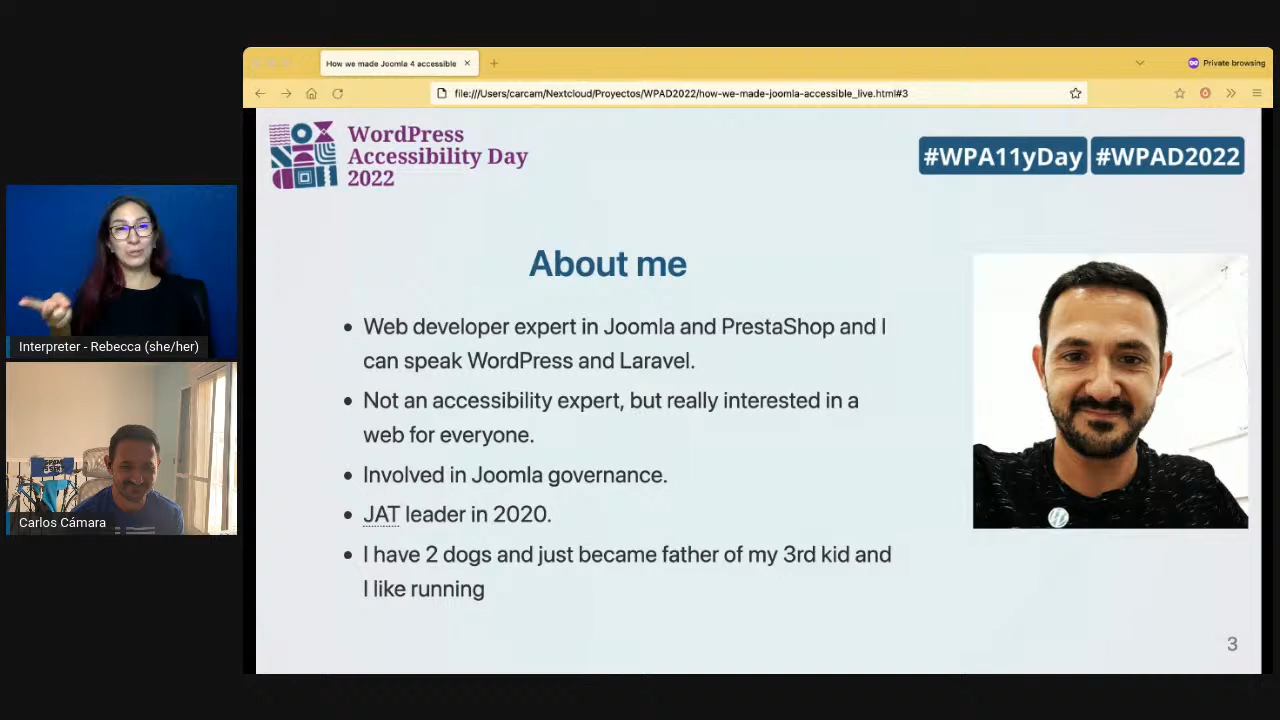 How we made Joomla 4 accessible
Private browsing
file:///Users/carcam/Nextcloud/Proyectos/WPAD2022/how-we-made-joomla-accessible_live.html#3
WordPress
Accessibility Day
2022
#WPA11yDay #WPAD2022
About me
• Web developer expert in Joomla and PrestaShop and I
can speak WordPress and Laravel.
• Not an accessibility expert, but really interested in a
web for everyone.
• Involved in Joomla governance.
• JAT leader in 2020.
• I have 2 dogs and just became father of my 3rd kid and
I like running
3
Interpreter - Rebecca (she/her)
Carlos Cámara